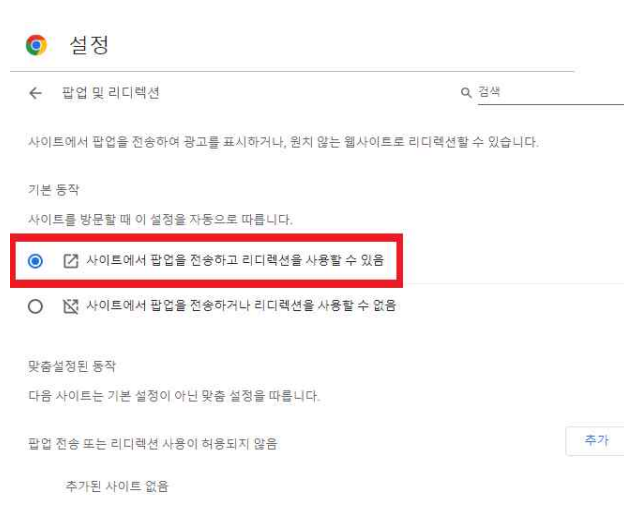 설정
팝업 및 리디렉션
검색
사이트에서 팝업을 전송하여 광고를 표시하거나, 원치 않는 웹사이트로 리디렉션할 수 있습니다.
기본 동작
사이트를 방문할 때 이 설정을 자동으로 따릅니다.
사이트에서 팝업을 전송하고 리디렉션을 사용할 수 있음
사이트에서 팝업을 전송하거나 리디렉션을 사용할 수 없음
맞춤설정된 동작
다음 사이트는 기본 설정이 아닌 맞춤 설정을 따릅니다.
팝업 전송 또는 리디렉션 사용이 허용되지 않음
추가
추가된 사이트 없음